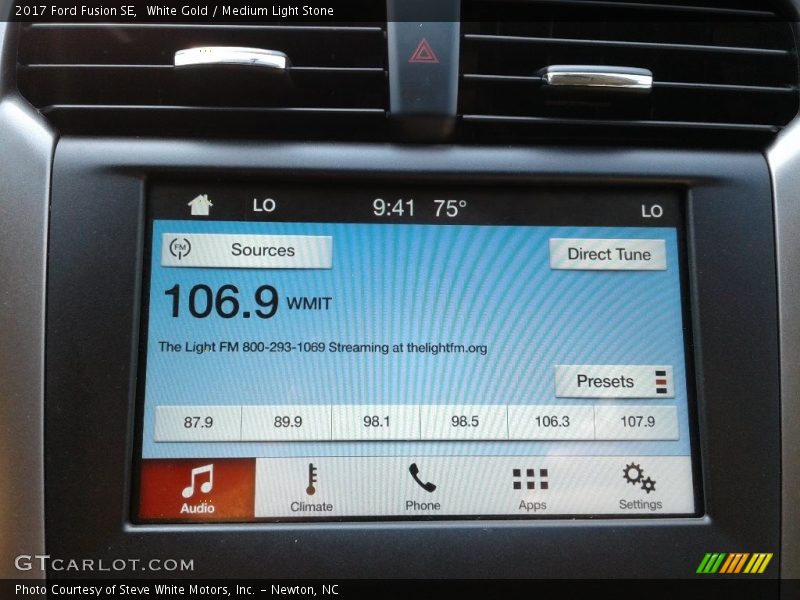 2017 Ford Fusion SE,  White Gold / Medium Light Stone
LO 9:41 75° LO
FM Sources Direct Tune
106.9 WMIT
The Light FM 800-293-1069 Streaming at thelightfm.org
Presets
87.9 89.9 98.1 98.5 106.3 107.9
Audio Climate Phone Apps Settings
GTCARLOT.COM
Photo Courtesy of Steve White Motors, Inc. – Newton, NC